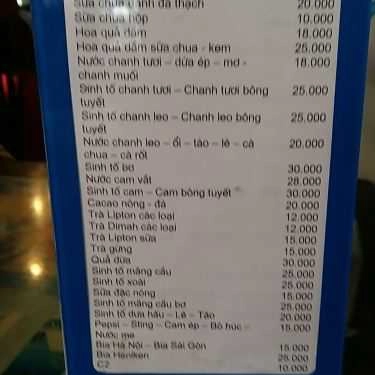 Sữa chua đánh đá thạch 20.000
Sữa chua hộp 10.000
Hoa quả dầm 18.000
Hoa quả dầm sữa chua - kem 25.000
Nước chanh tươi – dứa ép – mơ - 18.000
chanh muối
Sinh tố chanh tươi – Chanh tươi bông 25.000
tuyết
Sinh tố chanh leo – Chanh leo bông 25.000
tuyết
Nước chanh leo – ổi – táo – lê – cà 20.000
chua – cà rốt
Sinh tố bơ 30.000
Nước cam vắt 28.000
Sinh tố cam – Cam bông tuyết 30.000
Cacao nóng - đá 20.000
Trà Lipton các loại 12.000
Trà Dimah các loại 12.000
Trà Lipton sữa 15.000
Trà gừng 15.000
Quả dừa 30.000
Sinh tố mãng cầu 25.000
Sinh tố xoài 25.000
Sữa đặc nóng 15.000
Sinh tố mãng cầu bơ 25.000
Sinh tố dưa hấu – Lê – Táo 20.000
Pepsi – Sting – Cam ép – Bò húc – 15.000
Nước me
Bia Hà Nội – Bia Sài Gòn 15.000
Bia Heniken 25.000
C2 10.000